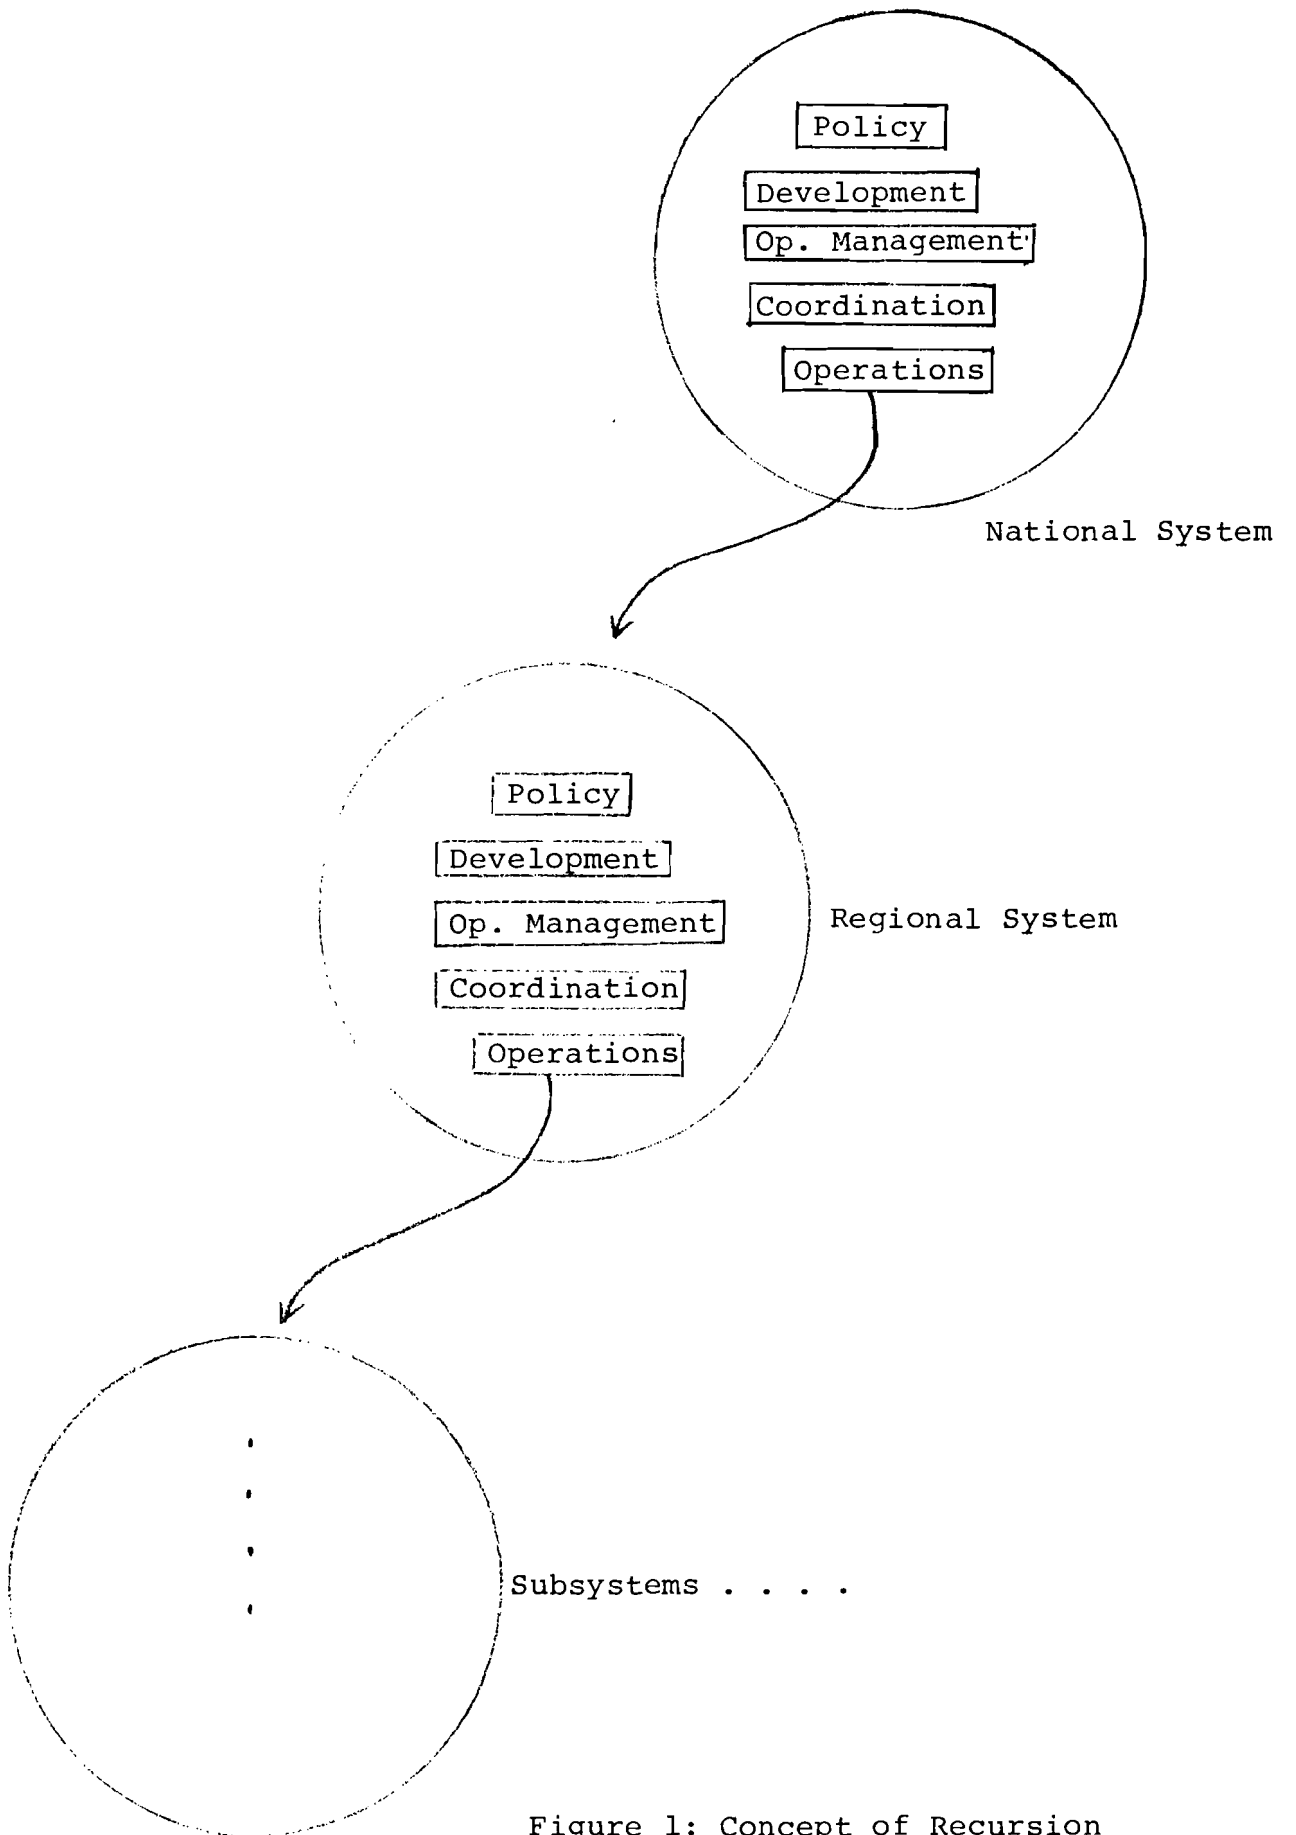 Policy
Development
Op. Management
Coordination
Operations
National System
Policy
Development
Op. Management
Coordination
Operations
Regional System
Subsystems . . . .
Figure 1: Concept of Recursion